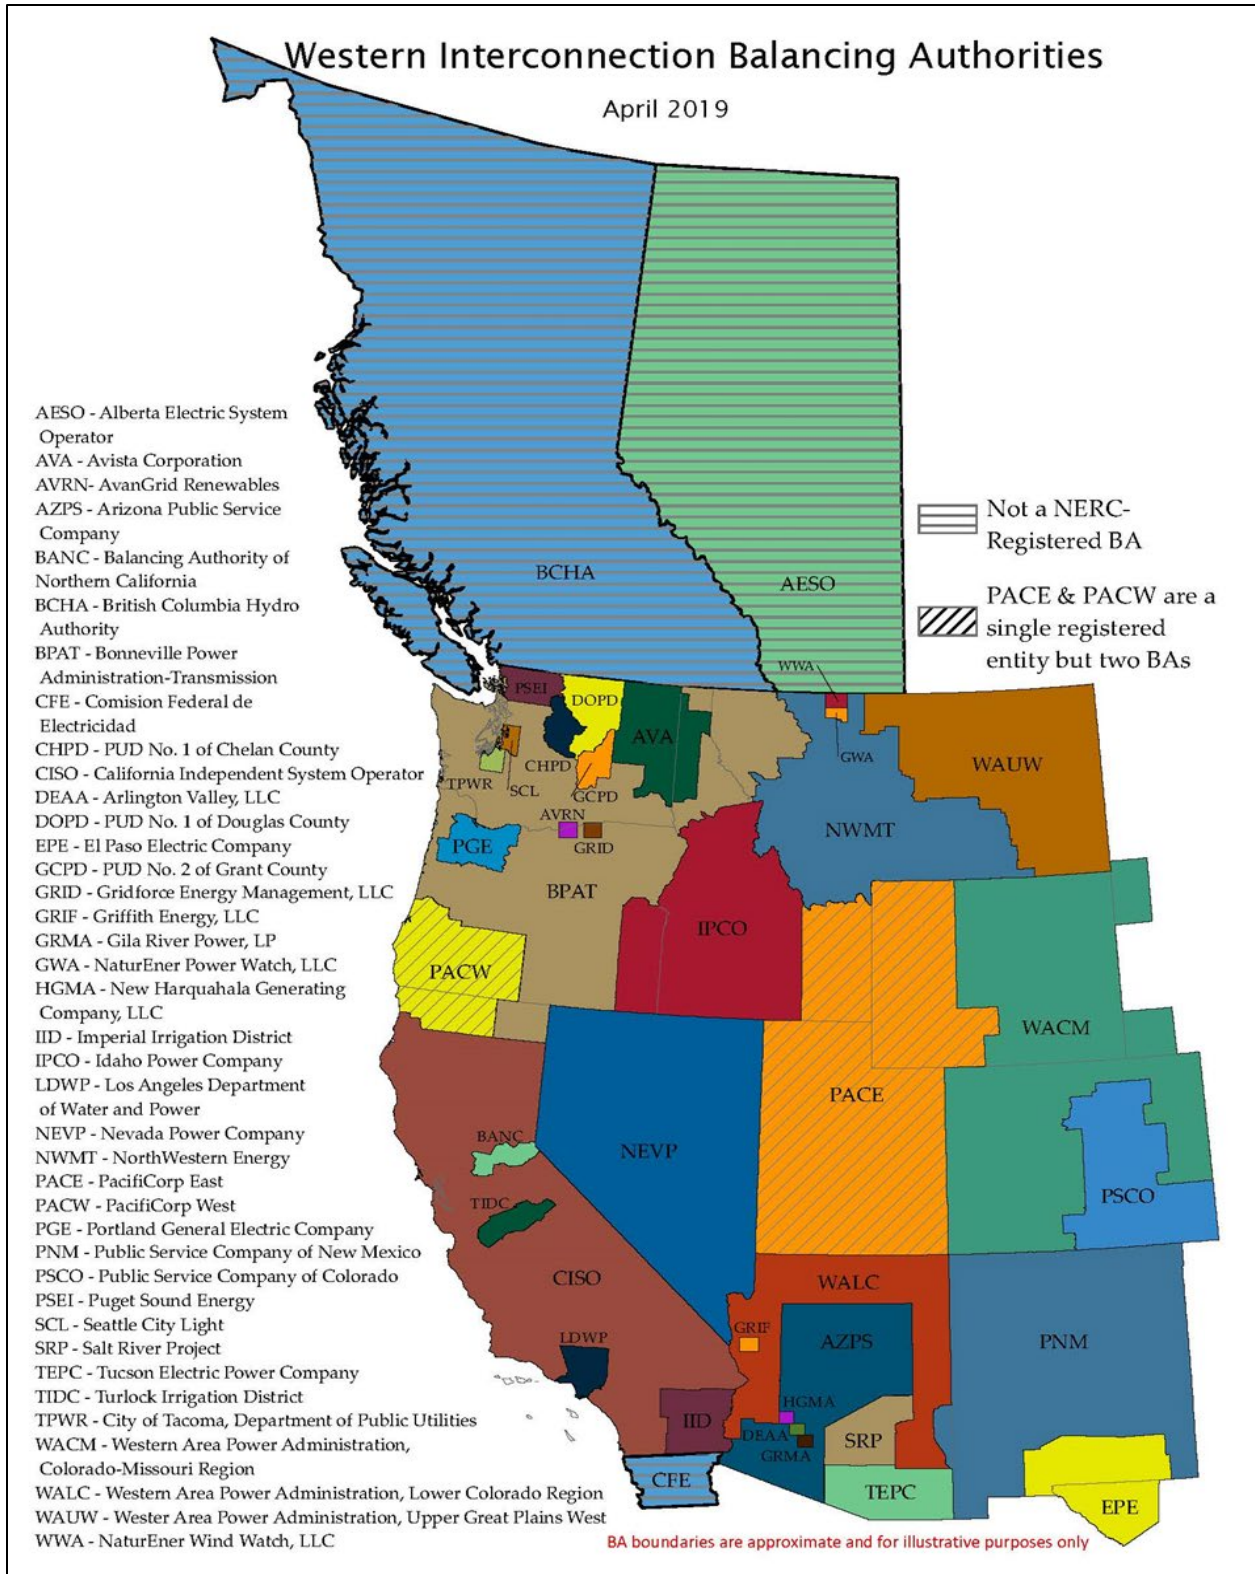 Western Interconnection Balancing Authorities
April 2019
AESO - Alberta Electric System
Operator
AVA - Avista Corporation
AVRN- AvanGrid Renewables
AZPS - Arizona Public Service
Company
BANC - Balancing Authority of
Northern California
BCHA - British Columbia Hydro
Authority
BPAT - Bonneville Power
Administration-Transmission
CFE - Comision Federal de
Electricidad
CHPD - PUD No. 1 of Chelan County
CISO - California Independent System Operator
DEAA - Arlington Valley, LLC
DOPD - PUD No. 1 of Douglas County
EPE - El Paso Electric Company
GCPD - PUD No. 2 of Grant County
GRID - Gridforce Energy Management, LLC
GRIF - Griffith Energy, LLC
GRMA - Gila River Power, LP
GWA - NaturEner Power Watch, LLC
HGMA - New Harquahala Generating
Company, LLC
IID - Imperial Irrigation District
IPCO - Idaho Power Company
LDWP - Los Angeles Department
of Water and Power
NEVP - Nevada Power Company
NWMT - NorthWestern Energy
PACE - PacifiCorp East
PACW - PacifiCorp West
PGE - Portland General Electric Company
PNM - Public Service Company of New Mexico
PSCO - Public Service Company of Colorado
PSEI - Puget Sound Energy
SCL - Seattle City Light
SRP - Salt River Project
TEPC - Tucson Electric Power Company
TIDC - Turlock Irrigation District
TPWR - City of Tacoma, Department of Public Utilities
WACM - Western Area Power Administration,
Colorado-Missouri Region
WALC - Western Area Power Administration, Lower Colorado Region
WAUW - Wester Area Power Administration, Upper Great Plains West
WWA - NaturEner Wind Watch, LLC
Not a NERC-
Registered BA
PACE & PACW are a
single registered
entity but two BAs
BCHA
AESO
WWA
PSEI
DOPD
AVA
GWA
WAUW
CHPD
TPWR
SCL
GCPD
AVRN
GRID
NWMT
PGE
BPAT
IPCO
PACW
WACM
PACE
BANC
NEVP
PSCO
TIDC
CISO
WALC
LDWP
GRIF
AZPS
PNM
HGMA
IID
DEAA
GRMA
SRP
CFE
TEPC
EPE
BA boundaries are approximate and for illustrative purposes only